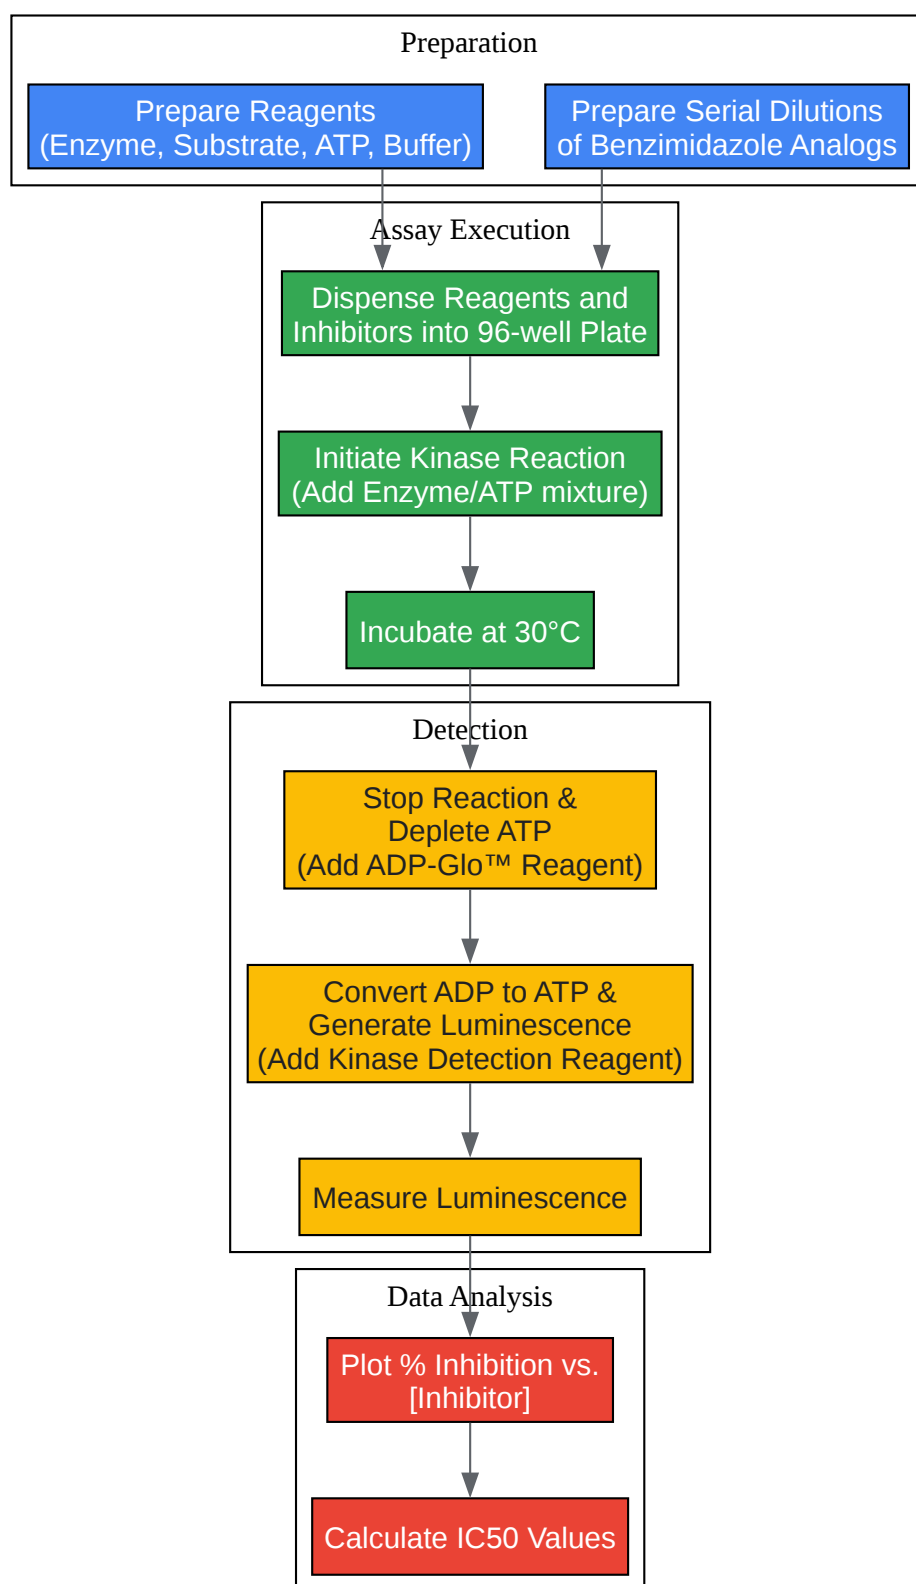 Preparation
Prepare Reagents
(Enzyme, Substrate, ATP, Buffer)
Prepare Serial Dilutions
of Benzimidazole Analogs
Assay Execution
Dispense Reagents and
Inhibitors into 96-well Plate
Initiate Kinase Reaction
(Add Enzyme/ATP mixture)
Incubate at 30°C
Detection
Stop Reaction &
Deplete ATP
(Add ADP-Glo™ Reagent)
Convert ADP to ATP &
Generate Luminescence
(Add Kinase Detection Reagent)
Measure Luminescence
Data Analysis
Plot % Inhibition vs.
[Inhibitor]
Calculate IC50 Values